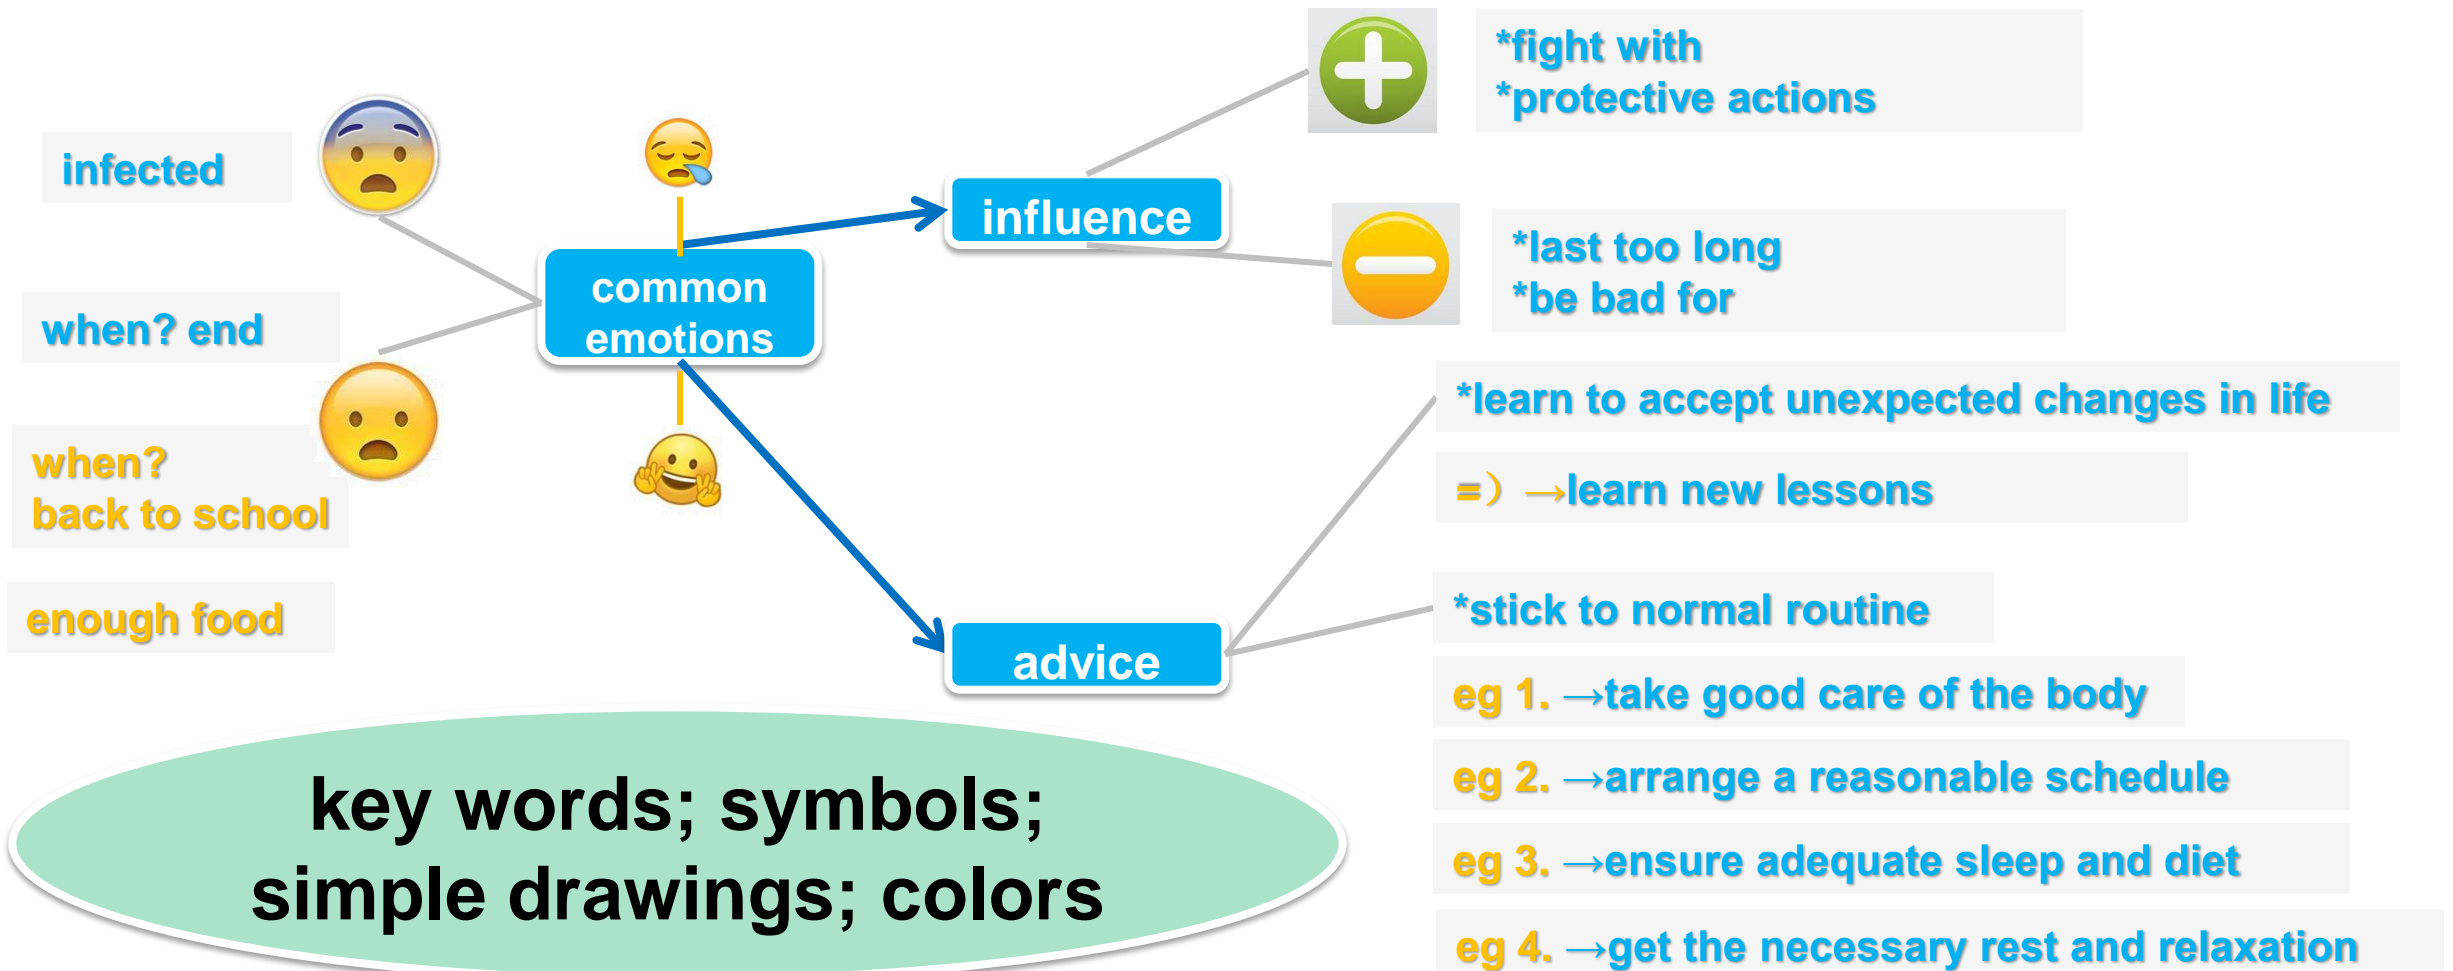 infected
when? end
when?
back to school
enough food
common
emotions
influence
*fight with
*protective actions
*last too long
*be bad for
advice
*learn to accept unexpected changes in life
=）→learn new lessons
*stick to normal routine
eg 1. →take good care of the body
eg 2. →arrange a reasonable schedule
eg 3. →ensure adequate sleep and diet
eg 4. →get the necessary rest and relaxation
key words; symbols;
simple drawings; colors